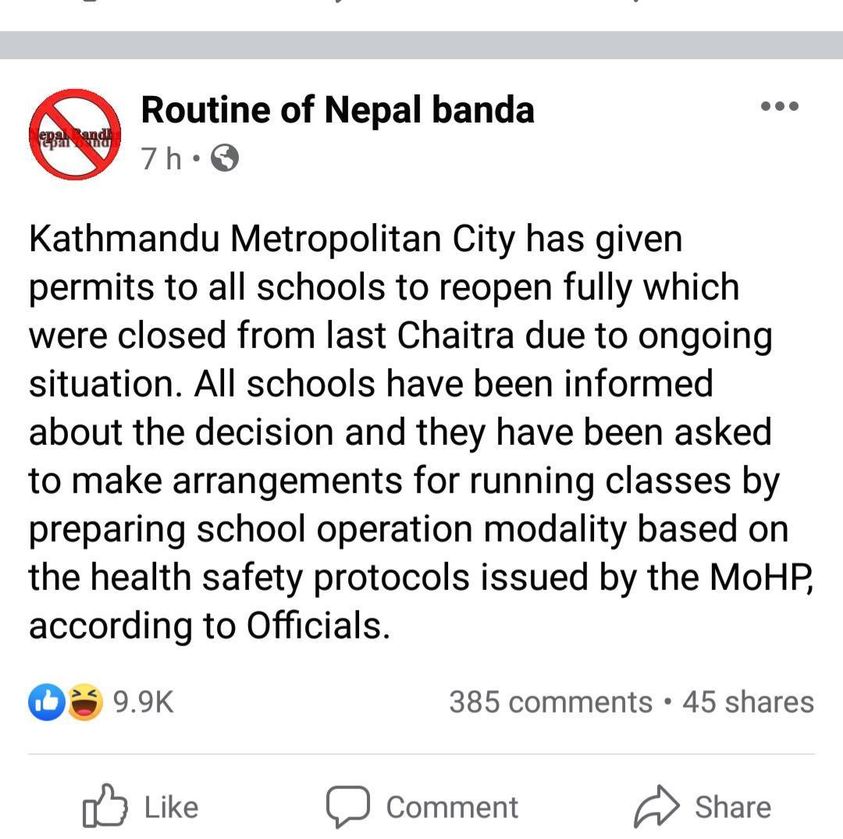 Routine of Nepal banda
7 h •
Kathmandu Metropolitan City has given
permits to all schools to reopen fully which
were closed from last Chaitra due to ongoing
situation. All schools have been informed
about the decision and they have been asked
to make arrangements for running classes by
preparing school operation modality based on
the health safety protocols issued by the MoHP,
according to Officials.
9.9K 385 comments • 45 shares
Like Comment Share